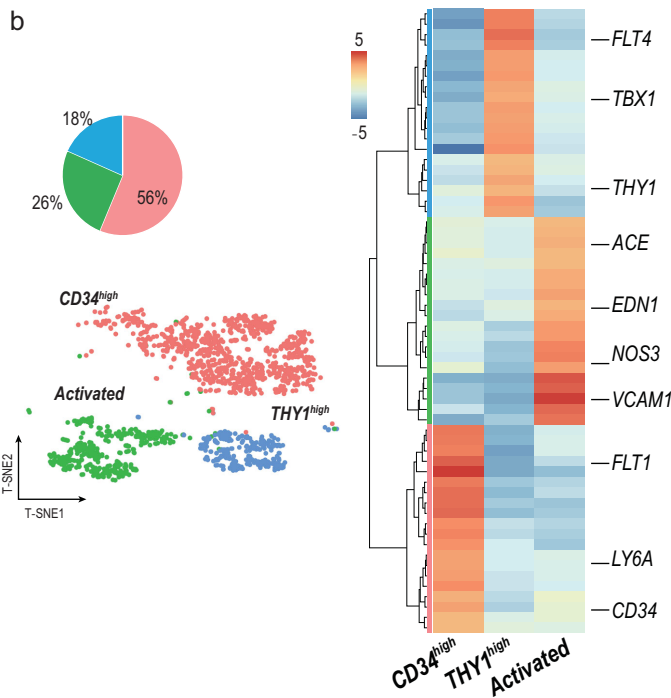 b
18%
26%
56%
CD34high
Activated
THY1high
T-SNE2
T-SNE1
5
-5
FLT4
TBX1
THY1
ACE
EDN1
NOS3
VCAM1
FLT1
LY6A
CD34
CD34high
THY1high
Activated